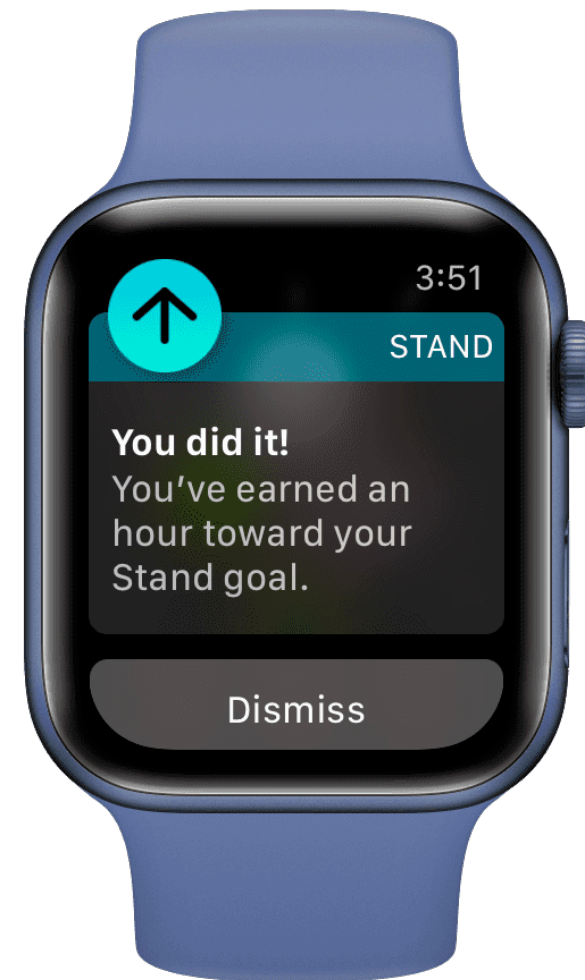 3:51
STAND
You did it!
You’ve earned an
hour toward your
Stand goal.
Dismiss